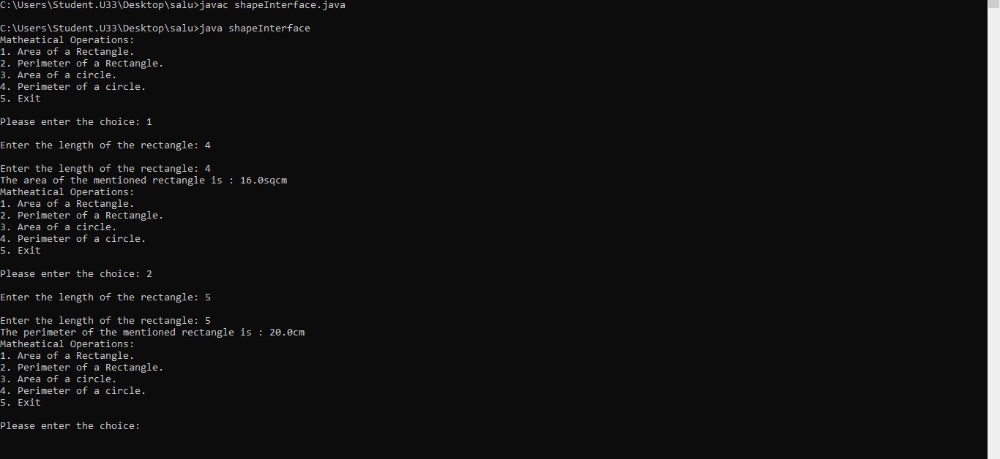 C:\Users\Student.U33\Desktop\salu>javac shapeInterface.java
C:\Users\Student.U33\Desktop\salu>java shapeInterface
Matheatical Operations:
1. Area of a Rectangle.
2. Perimeter of a Rectangle.
3. Area of a circle.
4. Perimeter of a circle.
5. Exit
Please enter the choice: 1
Enter the length of the rectangle: 4
Enter the length of the rectangle: 4
The area of the mentioned rectangle is : 16.0sqcm
Matheatical Operations:
1. Area of a Rectangle.
2. Perimeter of a Rectangle.
3. Area of a circle.
4. Perimeter of a circle.
5. Exit
Please enter the choice: 2
Enter the length of the rectangle: 5
Enter the length of the rectangle: 5
The perimeter of the mentioned rectangle is : 20.0cm
Matheatical Operations:
1. Area of a Rectangle.
2. Perimeter of a Rectangle.
3. Area of a circle.
4. Perimeter of a circle.
5. Exit
Please enter the choice: